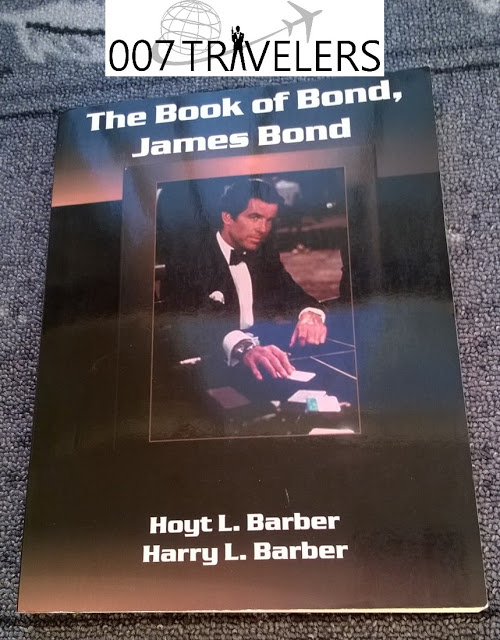 007 TRAVELERS
The Book of Bond,
James Bond
Hoyt L. Barber
Harry L. Barber